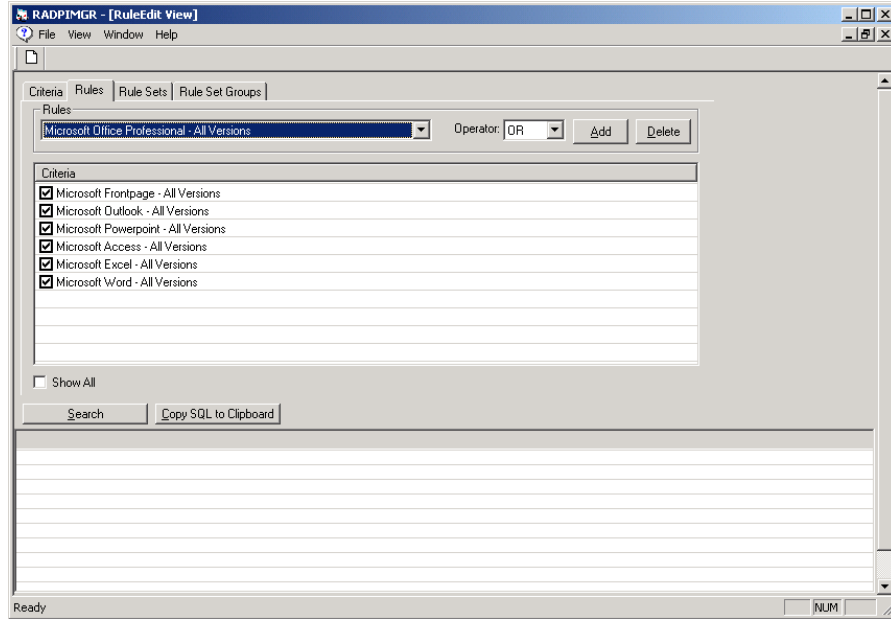 RADPIMGR - [RuleEdit View]
File View Window Help
Criteria Rules Rule Sets Rule Set Groups
Rules
Microsoft Office Professional - All Versions Operator: OR Add Delete
Criteria
Microsoft Frontpage - All Versions
Microsoft Outlook - All Versions
Microsoft Powerpoint - All Versions
Microsoft Access - All Versions
Microsoft Excel - All Versions
Microsoft Word - All Versions
Show All
Search Copy SQL to Clipboard
Ready NUM